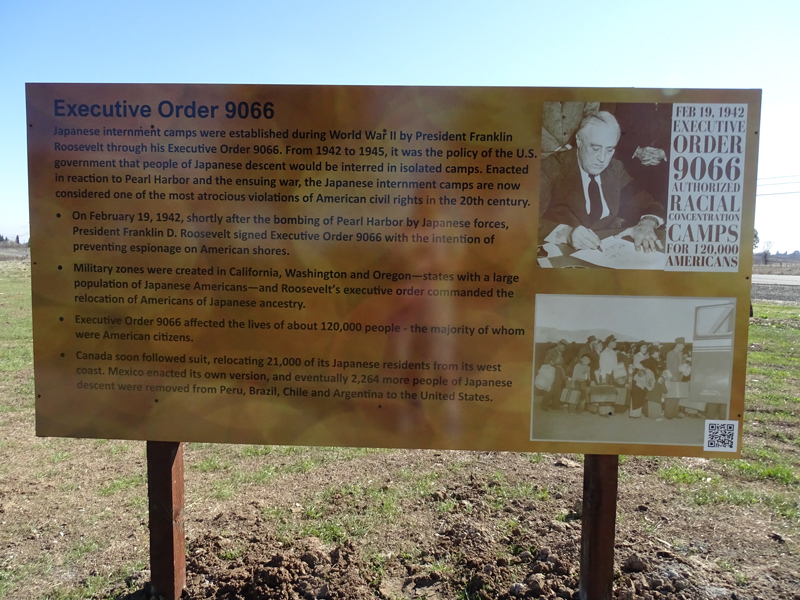 Executive Order 9066
Japanese internment camps were established during World War II by President Franklin
Roosevelt through his Executive Order 9066. From 1942 to 1945, it was the policy of the U.S.
government that people of Japanese descent would be interred in isolated camps. Enacted
in reaction to Pearl Harbor and the ensuing war, the Japanese internment camps are now
considered one of the most atrocious violations of American civil rights in the 20th century.
• On February 19, 1942, shortly after the bombing of Pearl Harbor by Japanese forces,
President Franklin D. Roosevelt signed Executive Order 9066 with the intention of
preventing espionage on American shores.
• Military zones were created in California, Washington and Oregon—states with a large
population of Japanese Americans—and Roosevelt's executive order commanded the
relocation of Americans of Japanese ancestry.
• Executive Order 9066 affected the lives of about 120,000 people - the majority of whom
were American citizens.
• Canada soon followed suit, relocating 21,000 of its Japanese residents from its west
coast. Mexico enacted its own version, and eventually 2,264 more people of Japanese
descent were removed from Peru, Brazil, Chile and Argentina to the United States.
FEB 19, 1942
EXECUTIVE
ORDER
9066
AUTHORIZED
RACIAL
CONCENTRATION
CAMPS
FOR 120,000
AMERICANS